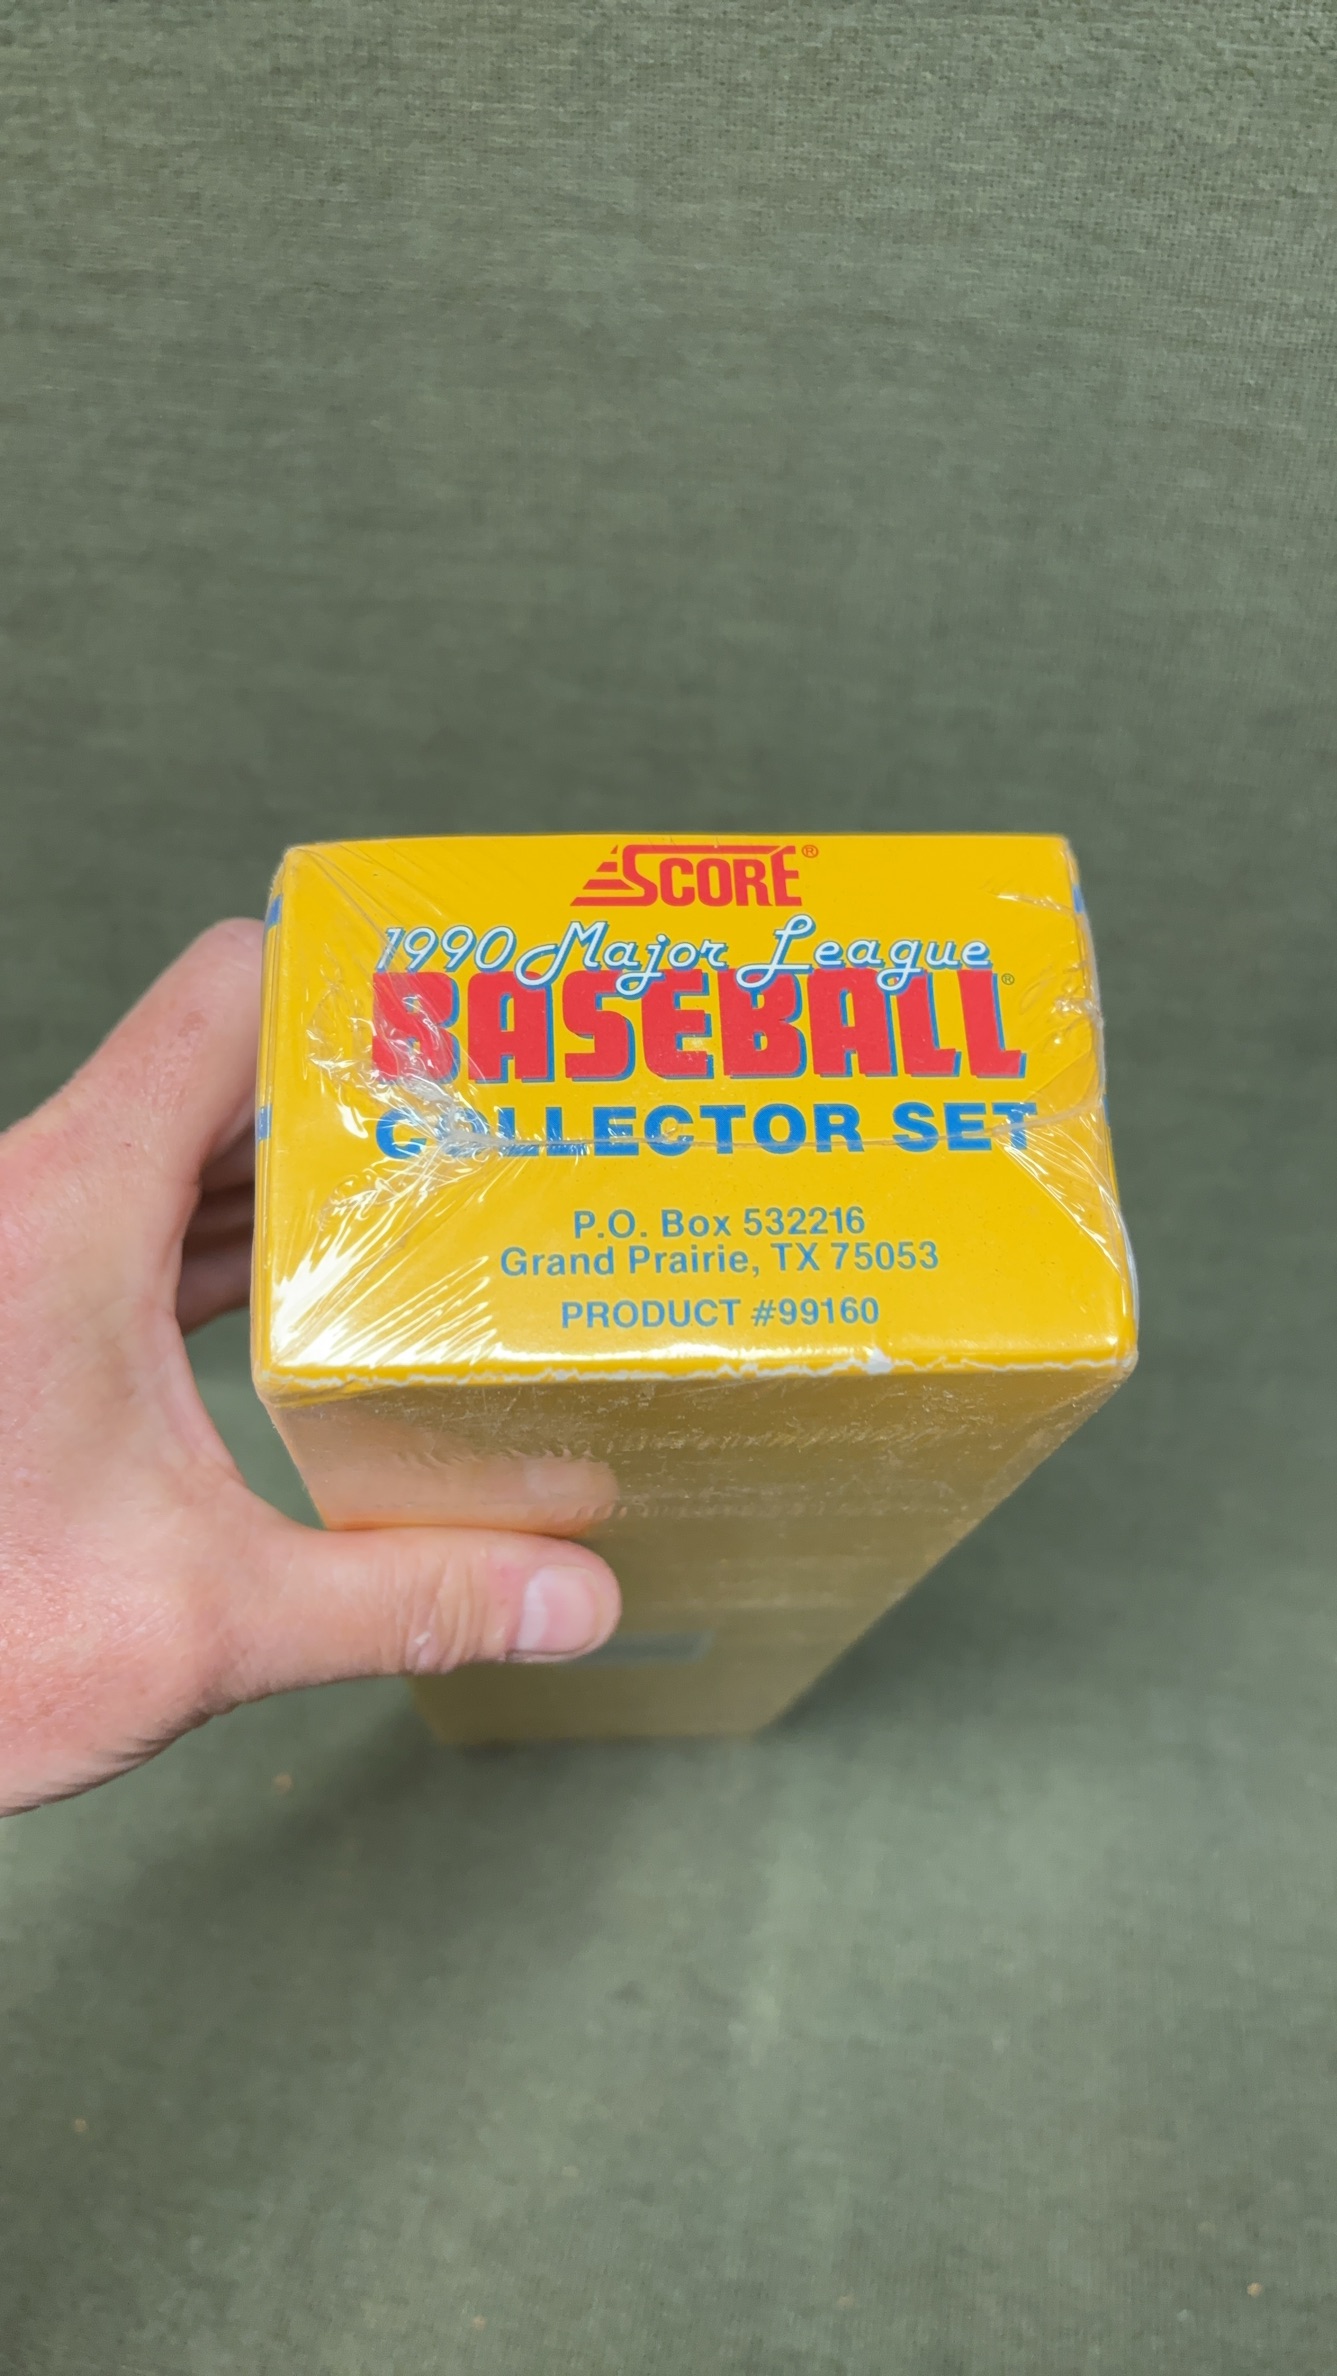 SCORE®
1990 Major League
BASEBALL®
COLLECTOR SET
P.O. Box 532216
Grand Prairie, TX 75053
PRODUCT #99160